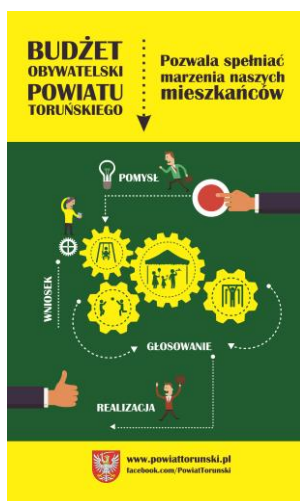 BUDŻET
OBYWATELSKI
POWIATU
TORUŃSKIEGO
Pozwala spełniać
marzenia naszych
mieszkańców
POMYSŁ
WNIOSEK
GŁOSOWANIE
REALIZACJA
www.powiattorunski.pl
facebook.com/PowiatTorunski